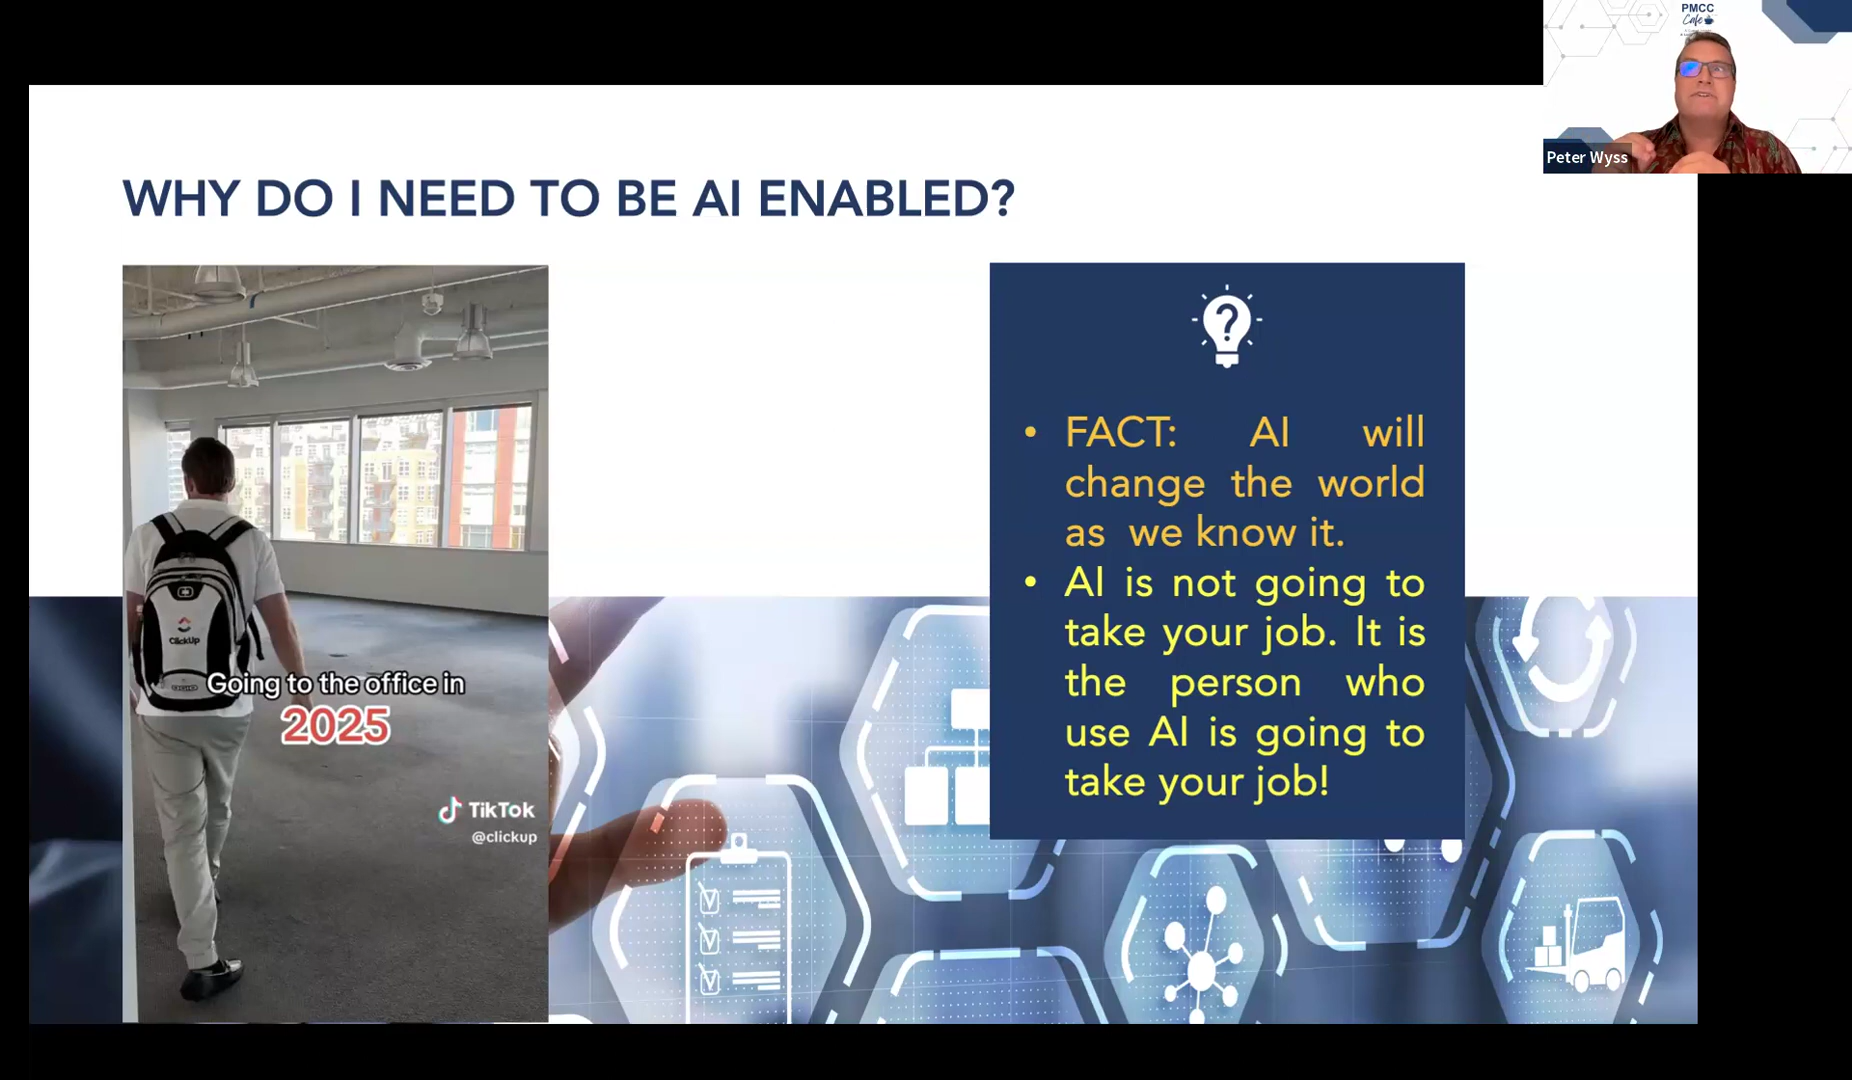 PMCC
Cafe
Peter Wyss
WHY DO I NEED TO BE AI ENABLED?
ClickUp
Going to the office in
2025
TikTok
@clickup
?
• FACT: AI will
change the world
as we know it.
• AI is not going to
take your job. It is
the person who
use AI is going to
take your job!